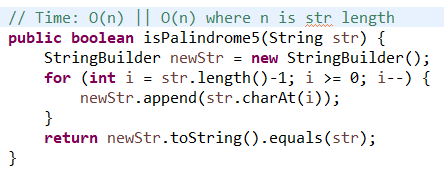 // Time: O(n) || O(n) where n is str length
public boolean isPalindrome5(String str) {
    StringBuilder newStr = new StringBuilder();
    for (int i = str.length()-1; i >= 0; i--) {
        newStr.append(str.charAt(i));
    }
    return newStr.toString().equals(str);
}